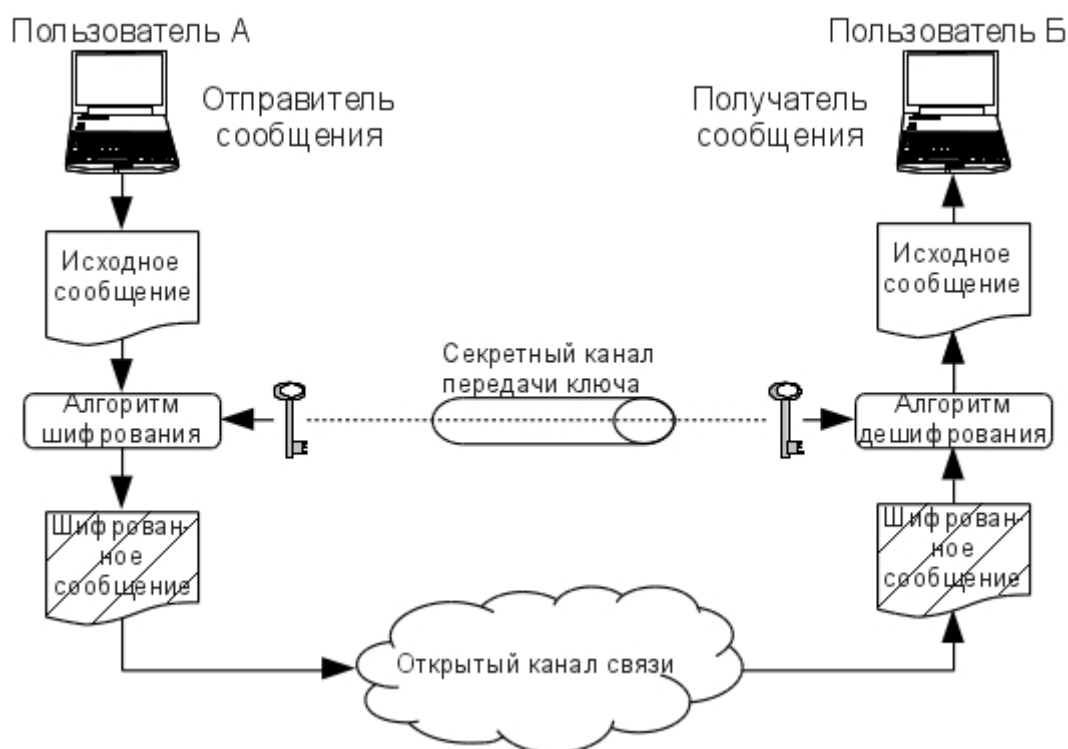 Пользователь А
Отправитель
сообщения
Исходное
сообщение
Алгоритм
шифрования
Шифрован-
ное
сообщение
Секретный канал
передачи ключа
Открытый канал связи
Пользователь Б
Получатель
сообщения
Исходное
сообщение
Алгоритм
дешифрования
Шифрован-
ное
сообщение